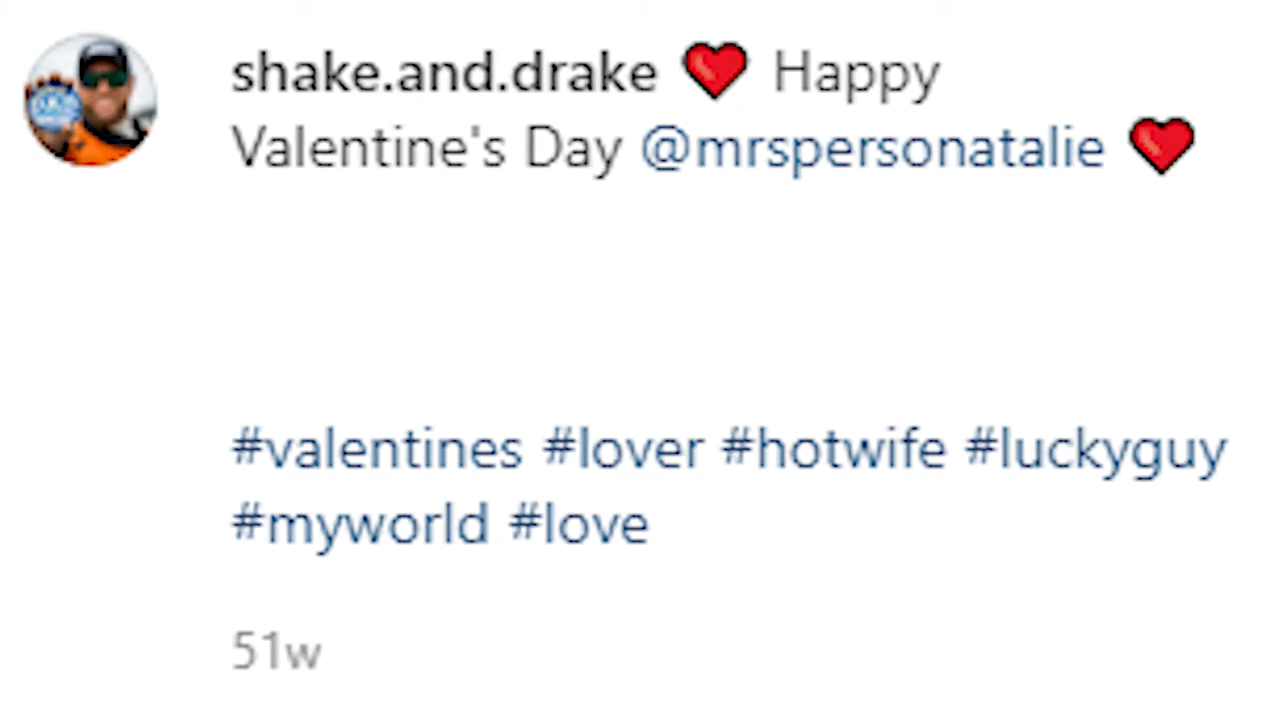 shake.and.drake ❤️ Happy
Valentine's Day @mrspersonatalie ❤️
#valentines #lover #hotwife #luckyguy
#myworld #love
51w